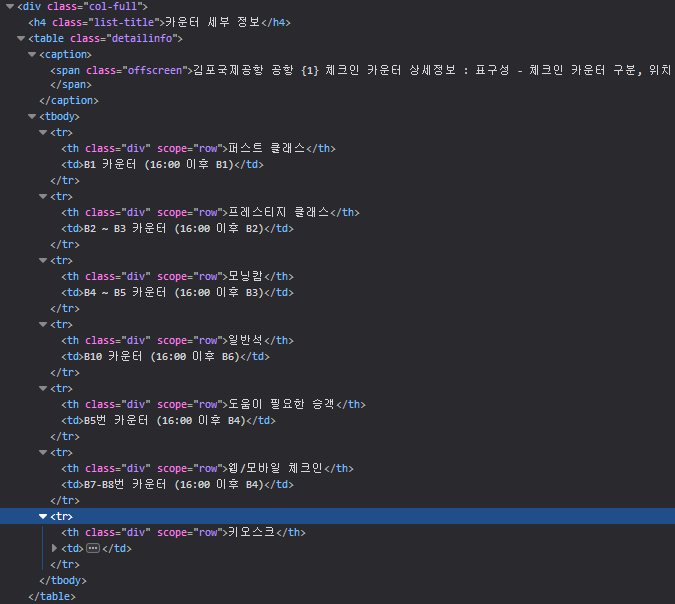 <div class="col-full">
<h4 class="list-title">카운터 세부 정보</h4>
<table class="detailinfo">
<caption>
<span class="offscreen">김포국제공항 공항 {1} 체크인 카운터 상세정보 : 표구성 - 체크인 카운터 구분, 위치
</span>
</caption>
<tbody>
<tr>
<th class="div" scope="row">퍼스트 클래스</th>
<td>B1 카운터 (16:00 이후 B1)</td>
</tr>
<tr>
<th class="div" scope="row">프레스티지 클래스</th>
<td>B2 ~ B3 카운터 (16:00 이후 B2)</td>
</tr>
<tr>
<th class="div" scope="row">모닝캄</th>
<td>B4 ~ B5 카운터 (16:00 이후 B3)</td>
</tr>
<tr>
<th class="div" scope="row">일반석</th>
<td>B10 카운터 (16:00 이후 B6)</td>
</tr>
<tr>
<th class="div" scope="row">도움이 필요한 승객</th>
<td>B5번 카운터 (16:00 이후 B4)</td>
</tr>
<tr>
<th class="div" scope="row">웹/모바일 체크인</th>
<td>B7-B8번 카운터 (16:00 이후 B4)</td>
</tr>
<tr>
<th class="div" scope="row">키오스크</th>
<td>…</td>
</tr>
</tbody>
</table>